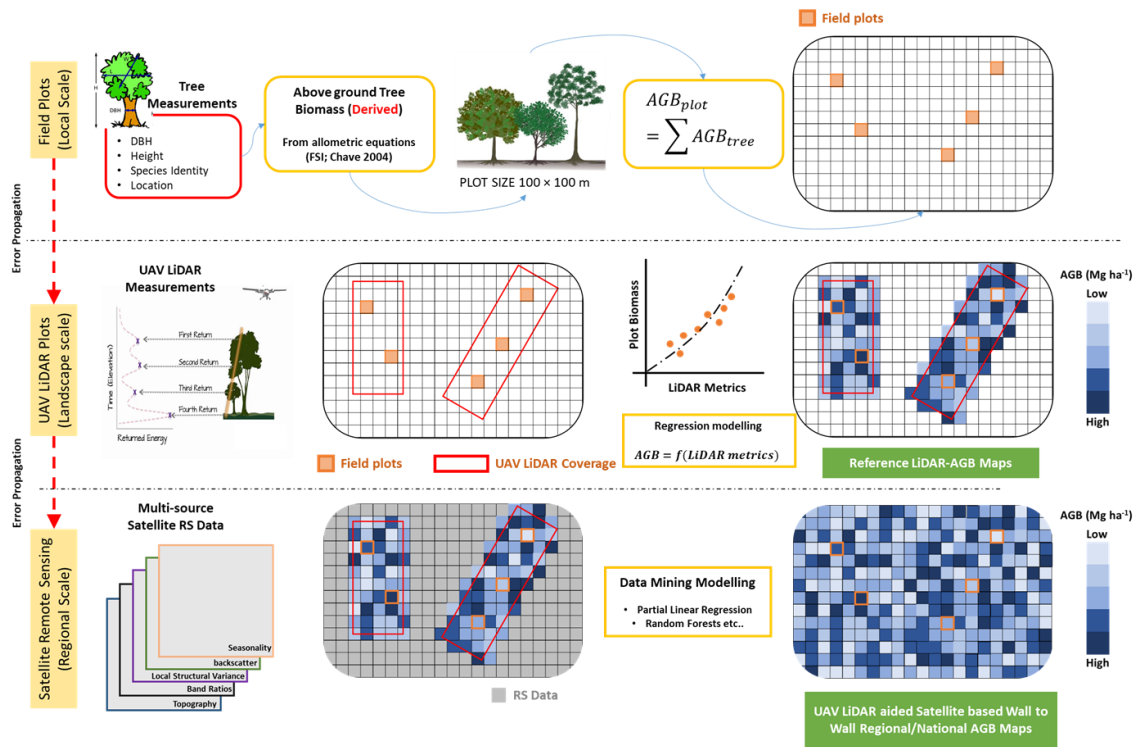 Field plots
Field Plots
(Local Scale)
H
DBH
Tree
Measurements
• DBH
• Height
• Species Identity
• Location
Above ground Tree
Biomass (Derived)
From allometric equations
(FSI; Chave 2004)
PLOT SIZE 100 × 100 m
AGBplot
= ∑ AGBtree
Error Propagation
UAV LiDAR Plots
(Landscape scale)
UAV LiDAR
Measurements
Time (Elevation)
First Return
Second Return
Third Return
Fourth Return
Returned Energy
Field plots
UAV LiDAR Coverage
Plot Biomass
LiDAR Metrics
Regression modelling
AGB = f(LiDAR metrics)
AGB (Mg ha-1)
Low
High
Reference LiDAR-AGB Maps
Error Propagation
Satellite Remote Sensing
(Regional Scale)
Multi-source
Satellite RS Data
Seasonality
backscatter
Local Structural Variance
Band Ratios
Topography
RS Data
Data Mining Modelling
• Partial Linear Regression
• Random Forests etc..
AGB (Mg ha-1)
Low
High
UAV LiDAR aided Satellite based Wall to
Wall Regional/National AGB Maps